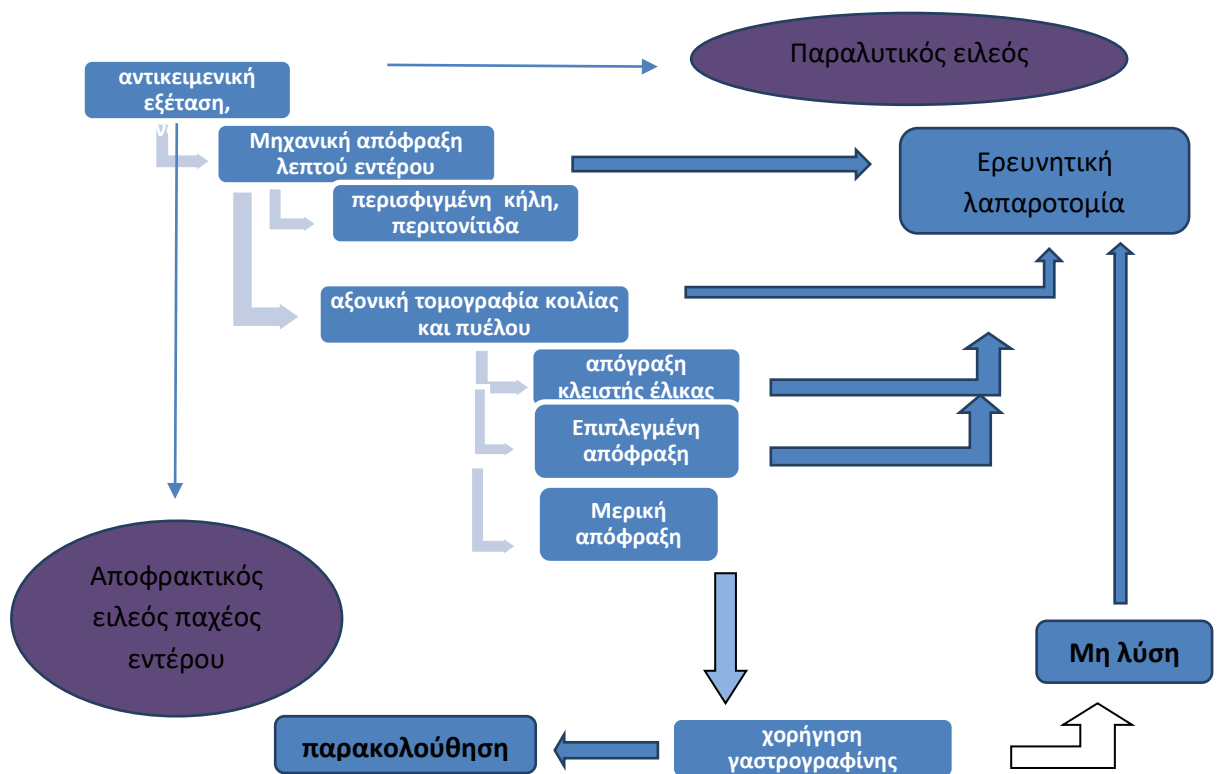 Παραλυτικός ειλεός
αντικειμενική
εξέταση,
Μηχανική απόφραξη
λεπτού εντέρου
Ερευνητική
λαπαροτομία
περισφιγμένη κήλη,
περιτονίτιδα
αξονική τομογραφία κοιλίας
και πυέλου
απόγραξη
κλειστής έλικας
Επιπλεγμένη
απόφραξη
Μερική
απόφραξη
Αποφρακτικός
ειλεός παχέος
εντέρου
Μη λύση
παρακολούθηση
χορήγηση
γαστρογραφίνης